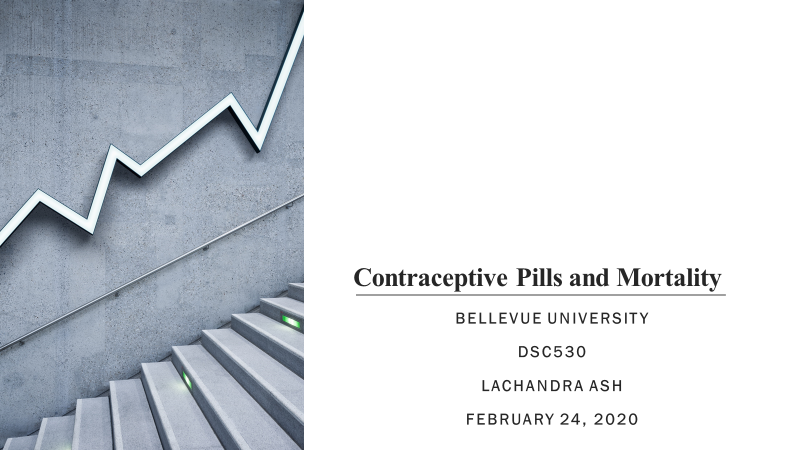 Contraceptive Pills and Mortality
BELLEVUE UNIVERSITY
DSC530
LACHANDRA ASH
FEBRUARY 24, 2020